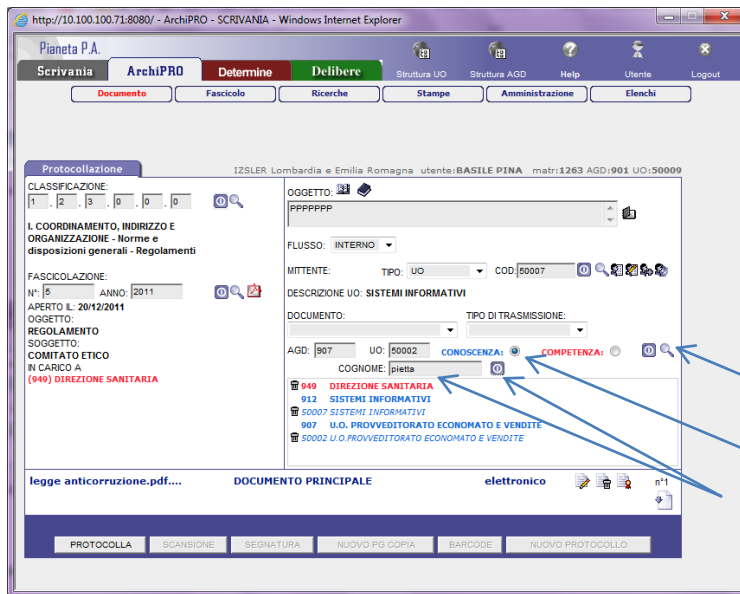 http://10.100.100.71:8080/ - ArchiPRO - SCRIVANIA - Windows Internet Explorer
Pianeta P.A.
Scrivania ArchiPRO Determine Delibere Struttura UO Struttura AGD Help Utente Logout
Documento Fascicolo Ricerche Stampe Amministrazione Elenchi
Protocollazione IZSLER Lombardia e Emilia Romagna utente:BASILE PINA matr:1263 AGD:901 UO:50009
CLASSIFICAZIONE:
1 . 2 . 3 . 0 . 0 . 0
I. COORDINAMENTO, INDIRIZZO E
ORGANIZZAZIONE - Norme e
disposizioni generali - Regolamenti
FASCICOLAZIONE:
N°: 5 ANNO: 2011
APERTO IL: 20/12/2011
OGGETTO:
REGOLAMENTO
SOGGETTO:
COMITATO ETICO
IN CARICO A
(949) DIREZIONE SANITARIA
OGGETTO:
PPPPPPP
FLUSSO: INTERNO
MITTENTE: TIPO: UO COD: 50007
DESCRIZIONE UO: SISTEMI INFORMATIVI
DOCUMENTO: TIPO DI TRASMISSIONE:
AGD: 907 UO: 50002 CONOSCENZA: COMPETENZA:
COGNOME: pietta
949 DIREZIONE SANITARIA
912 SISTEMI INFORMATIVI
50007 SISTEMI INFORMATIVI
907 U.O. PROVVEDITORATO ECONOMATO E VENDITE
50002 U.O.PROVVEDITORATO ECONOMATO E VENDITE
legge anticorruzione.pdf.... DOCUMENTO PRINCIPALE elettronico n°1
PROTOCOLLA SCANSIONE SEGNATURA NUOVO PG COPIA BARCODE NUOVO PROTOCOLLO